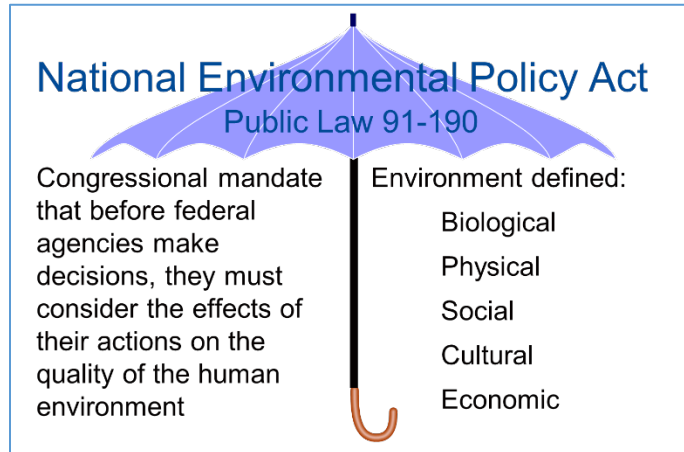 National Environmental Policy Act
Public Law 91-190
Congressional mandate
that before federal
agencies make
decisions, they must
consider the effects of
their actions on the
quality of the human
environment
Environment defined:
Biological
Physical
Social
Cultural
Economic